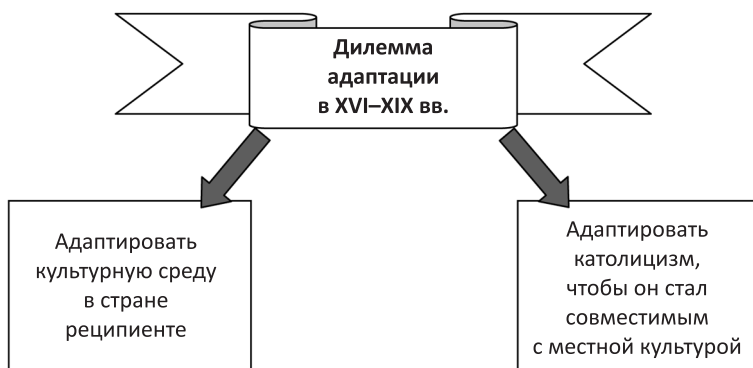 Дилемма
адаптации
в XVI–XIX вв.
Адаптировать
культурную среду
в стране
реципиенте
Адаптировать
католицизм,
чтобы он стал
совместимым
с местной культурой